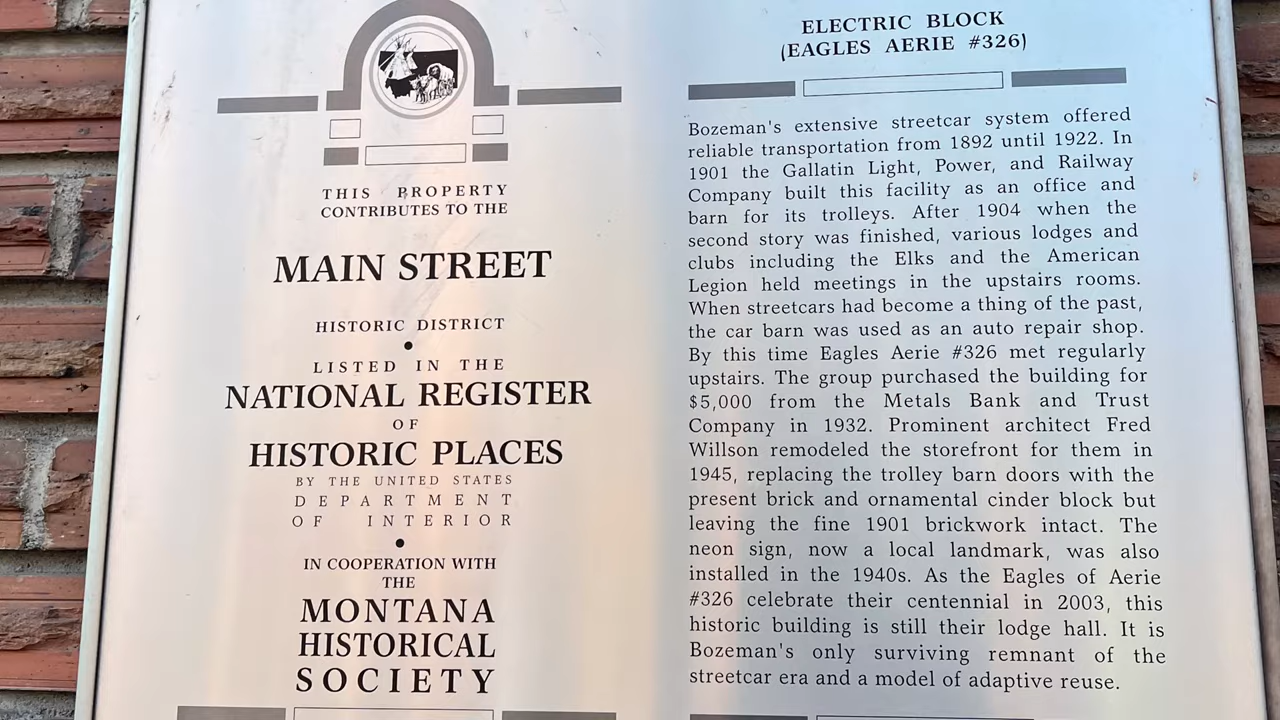 THIS PROPERTY
CONTRIBUTES TO THE
MAIN STREET
HISTORIC DISTRICT
LISTED IN THE
NATIONAL REGISTER
OF
HISTORIC PLACES
BY THE UNITED STATES
DEPARTMENT
OF INTERIOR
IN COOPERATION WITH
THE
MONTANA
HISTORICAL
SOCIETY
ELECTRIC BLOCK
(EAGLES AERIE #326)
Bozeman's extensive streetcar system offered
reliable transportation from 1892 until 1922. In
1901 the Gallatin Light, Power, and Railway
Company built this facility as an office and
barn for its trolleys. After 1904 when the
second story was finished, various lodges and
clubs including the Elks and the American
Legion held meetings in the upstairs rooms.
When streetcars had become a thing of the past,
the car barn was used as an auto repair shop.
By this time Eagles Aerie #326 met regularly
upstairs. The group purchased the building for
$5,000 from the Metals Bank and Trust
Company in 1932. Prominent architect Fred
Willson remodeled the storefront for them in
1945, replacing the trolley barn doors with the
present brick and ornamental cinder block but
leaving the fine 1901 brickwork intact. The
neon sign, now a local landmark, was also
installed in the 1940s. As the Eagles of Aerie
#326 celebrate their centennial in 2003, this
historic building is still their lodge hall. It is
Bozeman's only surviving remnant of the
streetcar era and a model of adaptive reuse.